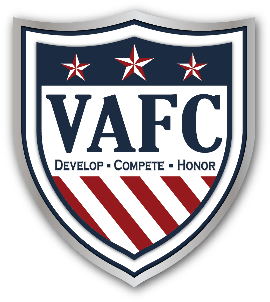 VAFC
DEVELOP ▪ COMPETE ▪ HONOR